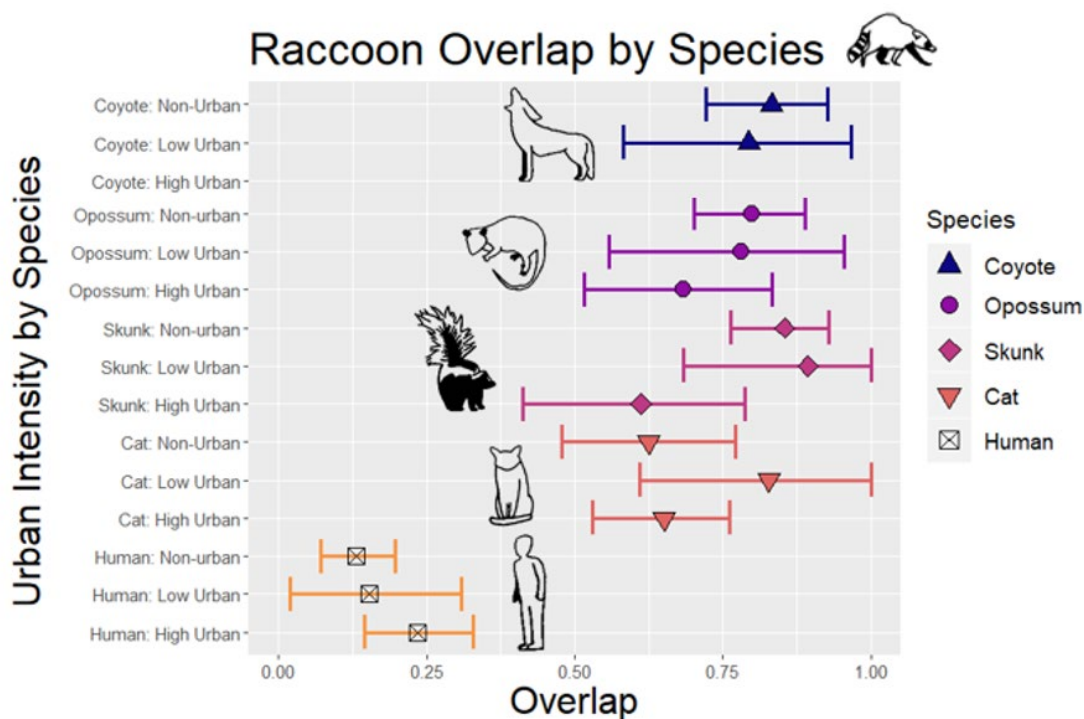 Raccoon Overlap by Species
Urban Intensity by Species
Coyote: Non-Urban
Coyote: Low Urban
Coyote: High Urban
Opossum: Non-urban
Opossum: Low Urban
Opossum: High Urban
Skunk: Non-urban
Skunk: Low Urban
Skunk: High Urban
Cat: Non-Urban
Cat: Low Urban
Cat: High Urban
Human: Non-urban
Human: Low Urban
Human: High Urban
0.00 0.25 0.50 0.75 1.00
Overlap
Species
Coyote
Opossum
Skunk
Cat
Human